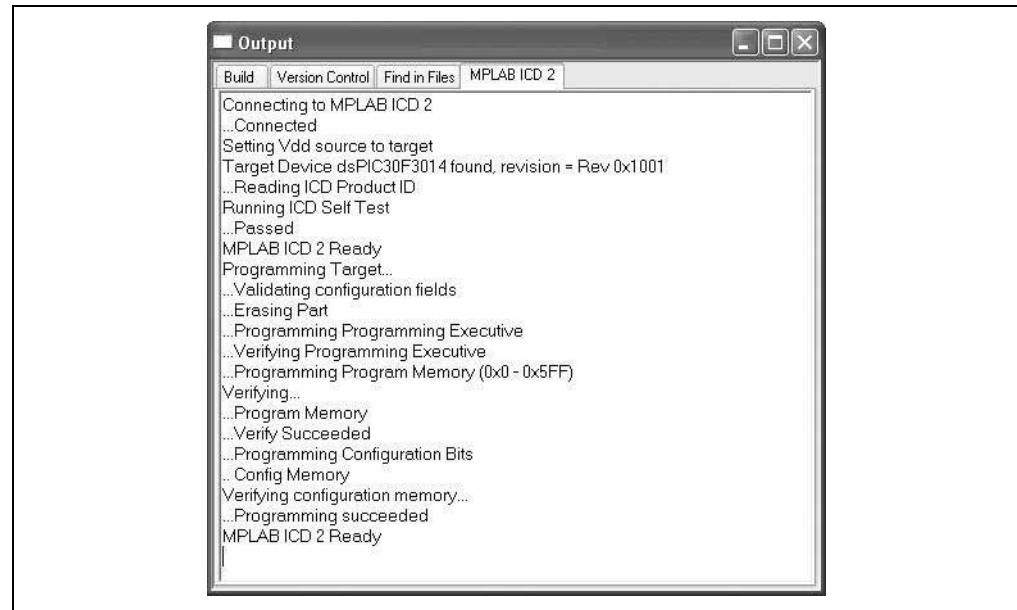 Output
Build Version Control Find in Files MPLAB ICD 2
Connecting to MPLAB ICD 2
...Connected
Setting Vdd source to target
Target Device dsPIC30F3014 found, revision = Rev 0x1001
...Reading ICD Product ID
Running ICD Self Test
...Passed
MPLAB ICD 2 Ready
Programming Target...
...Validating configuration fields
...Erasing Part
...Programming Programming Executive
...Verifying Programming Executive
...Programming Program Memory (0x0 - 0x5FF)
Verifying...
...Program Memory
...Verify Succeeded
...Programming Configuration Bits
.. Config Memory
Verifying configuration memory...
...Programming succeeded
MPLAB ICD 2 Ready